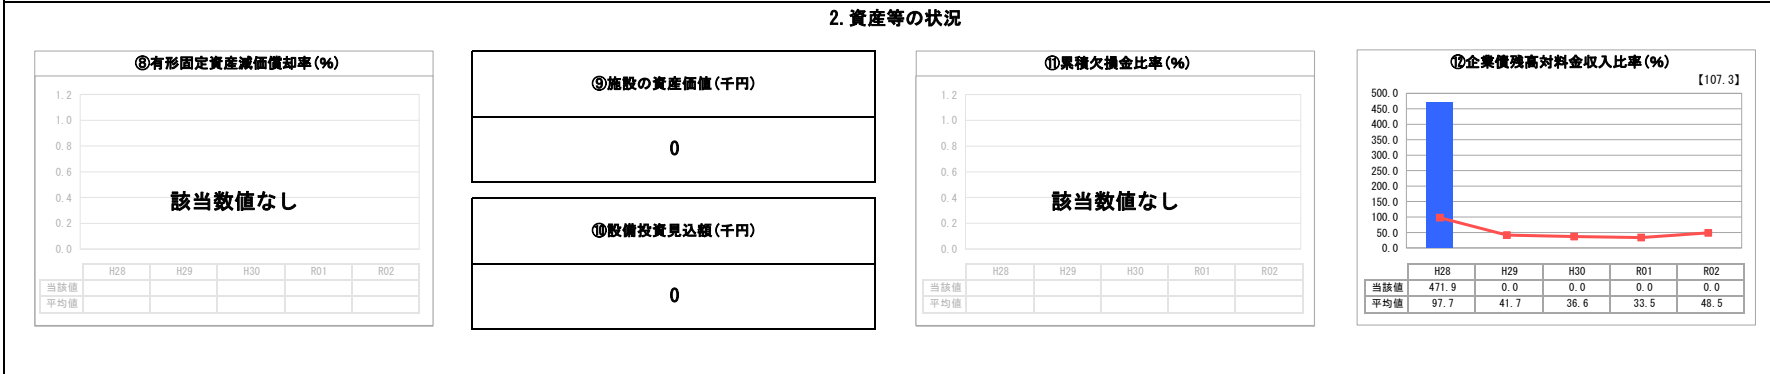 2.資産等の状況
⑧有形固定資産減価償却率(%)
1.2
1.0
0.8
0.6
0.4
0.2
0.0
該当数値なし
H28 H29 H30 R01 R02
当該値
平均値
⑨施設の資産価値(千円)
0
⑩設備投資見込額(千円)
0
⑪累積欠損金比率(%)
1.2
1.0
0.8
0.6
0.4
0.2
0.0
該当数値なし
H28 H29 H30 R01 R02
当該値
平均値
⑫企業債残高対料金収入比率(%)
【107.3】
500.0
450.0
400.0
350.0
300.0
250.0
200.0
150.0
100.0
50.0
0.0
H28 H29 H30 R01 R02
当該値 471.9 0.0 0.0 0.0 0.0
平均値 97.7 41.7 36.6 33.5 48.5